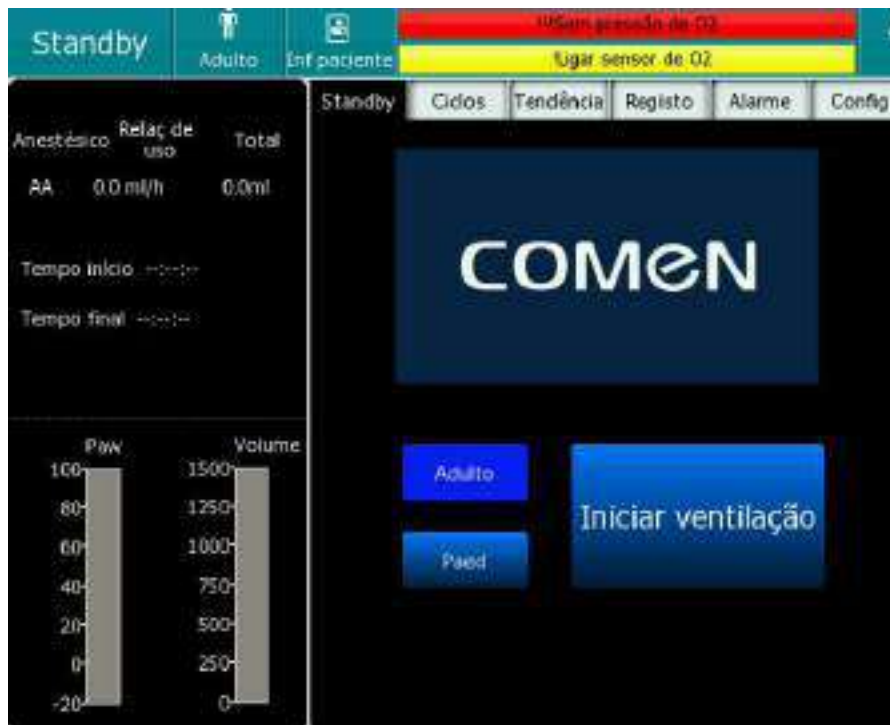 Standby
Adulto
Inf paciente
!!!Sem pressão de O2
!Ligar sensor de O2
Standby Ciclos Tendência Registo Alarme Config
Anestésico Relaç de uso Total
AA 0.0 ml/h 0.0ml
Tempo início --:--:--
Tempo final --:--:--
COMEN
Paw Volume
100 1500
80 1250
60 1000
40 750
20 500
0 250
-20 0
Adulto
Paed
Iniciar ventilação